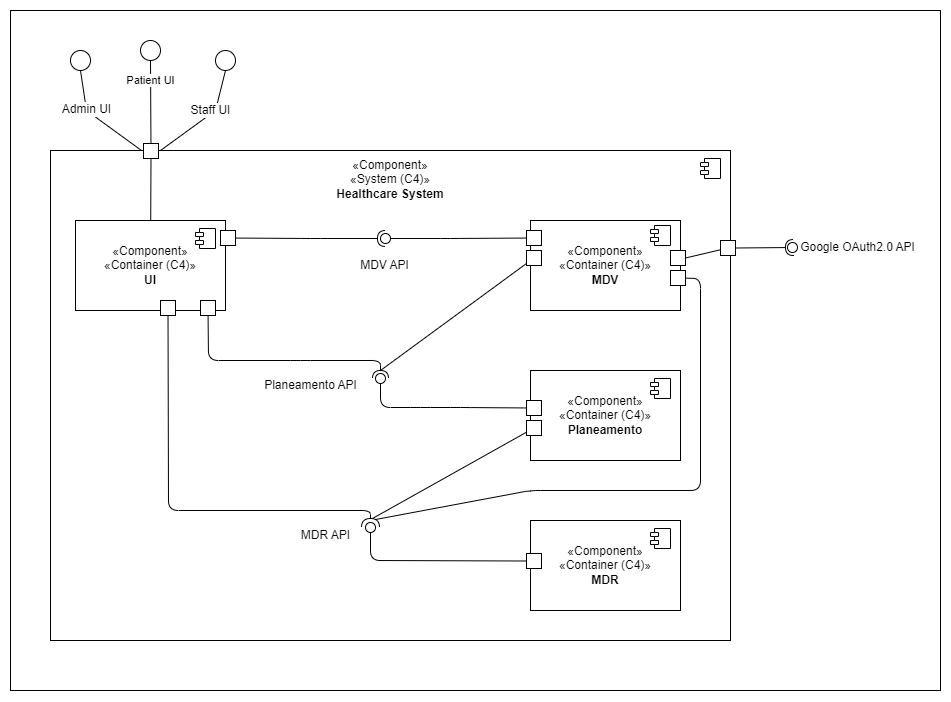 Patient UI
Admin UI
Staff UI
«Component»
«System (C4)»
Healthcare System
«Component»
«Container (C4)»
UI
MDV API
«Component»
«Container (C4)»
MDV
Google OAuth2.0 API
Planeamento API
«Component»
«Container (C4)»
Planeamento
MDR API
«Component»
«Container (C4)»
MDR